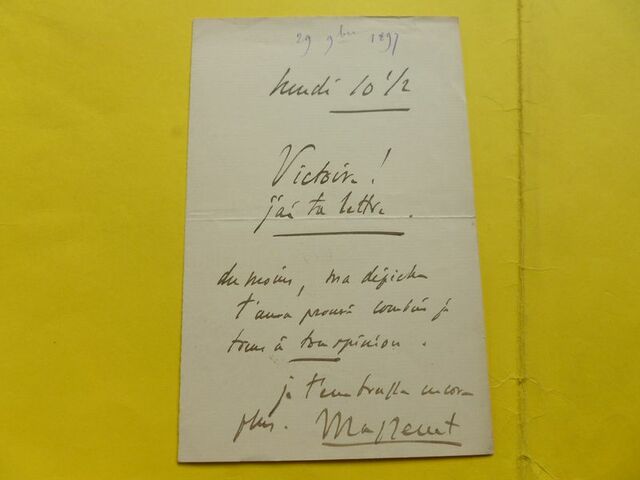 29 9bre 1897
lundi 10 1/2
Victoire!
j'ai ta lettre.
du moins, ma dépêche
t'aura prouvé combien je
tiens à ton opinion.
je t'embrasse encore
plus. Massenet